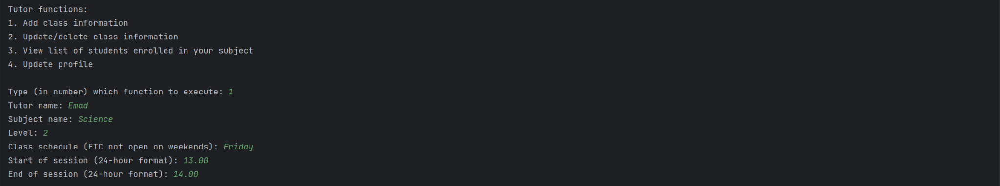 Tutor functions:
1. Add class information
2. Update/delete class information
3. View list of students enrolled in your subject
4. Update profile
Type (in number) which function to execute: 1
Tutor name: Emad
Subject name: Science
Level: 2
Class schedule (ETC not open on weekends): Friday
Start of session (24-hour format): 13.00
End of session (24-hour format): 14.00